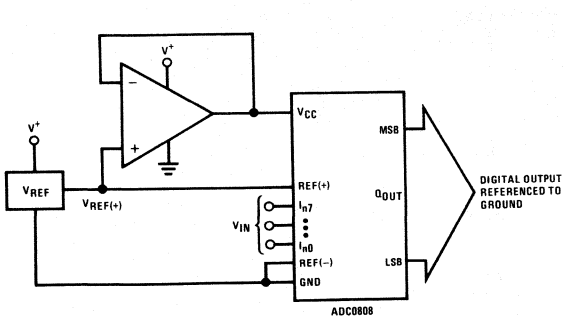 V+
−
+
V+
VREF
VREF(+)
VCC
MSB
REF(+)
QOUT
In7
VIN
In0
REF(−)
LSB
GND
DIGITAL OUTPUT
REFERENCED TO
GROUND
ADC0808